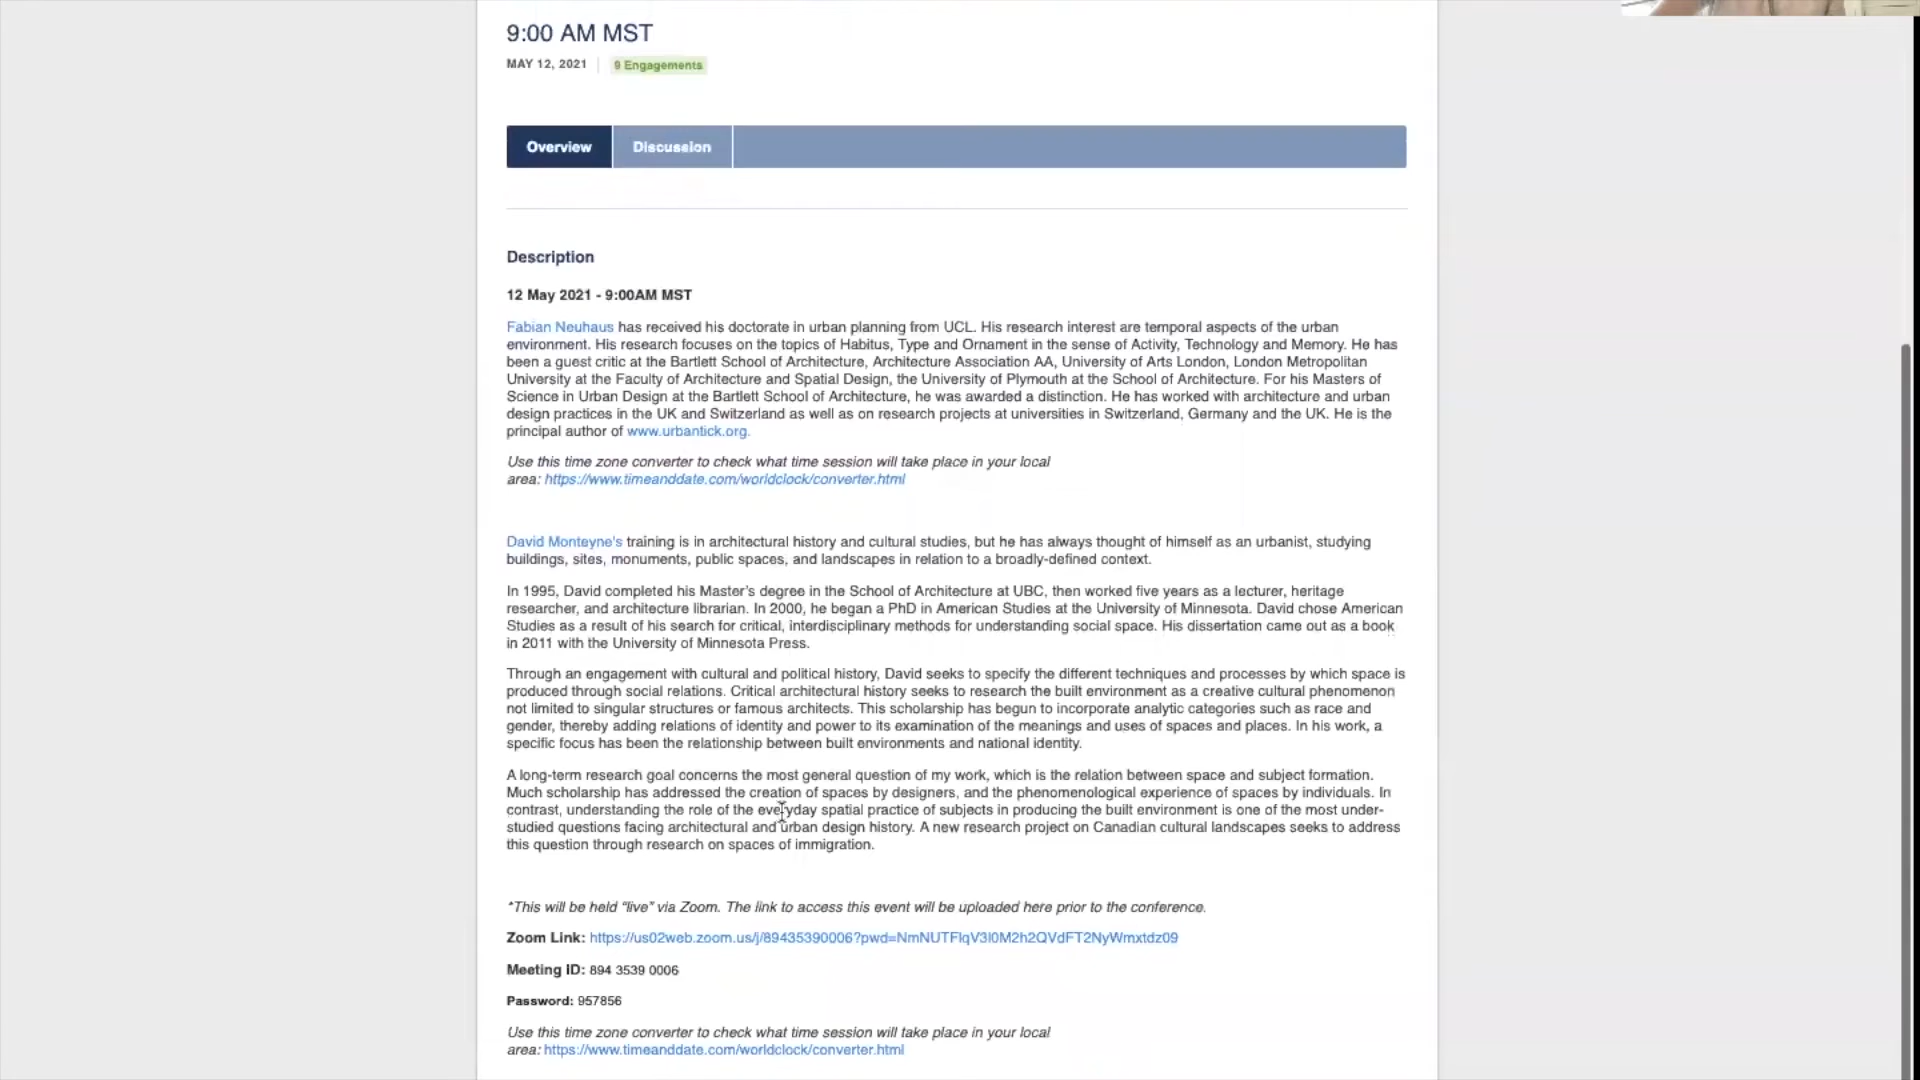 9:00 AM MST
MAY 12, 2021
9 Engagements
Overview
Discussion
Description
12 May 2021 - 9:00AM MST
Fabian Neuhaus has received his doctorate in urban planning from UCL. His research interest are temporal aspects of the urban
environment. His research focuses on the topics of Habitus, Type and Ornament in the sense of Activity, Technology and Memory. He has
been a guest critic at the Bartlett School of Architecture, Architecture Association AA, University of Arts London, London Metropolitan
University at the Faculty of Architecture and Spatial Design, the University of Plymouth at the School of Architecture. For his Masters of
Science in Urban Design at the Bartlett School of Architecture, he was awarded a distinction. He has worked with architecture and urban
design practices in the UK and Switzerland as well as on research projects at universities in Switzerland, Germany and the UK. He is the
principal author of www.urbantick.org.
Use this time zone converter to check what time session will take place in your local
area: https://www.timeanddate.com/worldclock/converter.html
David Monteyne's training is in architectural history and cultural studies, but he has always thought of himself as an urbanist, studying
buildings, sites, monuments, public spaces, and landscapes in relation to a broadly-defined context.
In 1995, David completed his Master's degree in the School of Architecture at UBC, then worked five years as a lecturer, heritage
researcher, and architecture librarian. In 2000, he began a PhD in American Studies at the University of Minnesota. David chose American
Studies as a result of his search for critical, interdisciplinary methods for understanding social space. His dissertation came out as a book
in 2011 with the University of Minnesota Press.
Through an engagement with cultural and political history, David seeks to specify the different techniques and processes by which space is
produced through social relations. Critical architectural history seeks to research the built environment as a creative cultural phenomenon
not limited to singular structures or famous architects. This scholarship has begun to incorporate analytic categories such as race and
gender, thereby adding relations of identity and power to its examination of the meanings and uses of spaces and places. In his work, a
specific focus has been the relationship between built environments and national identity.
A long-term research goal concerns the most general question of my work, which is the relation between space and subject formation.
Much scholarship has addressed the creation of spaces by designers, and the phenomenological experience of spaces by individuals. In
contrast, understanding the role of the everyday spatial practice of subjects in producing the built environment is one of the most under-
studied questions facing architectural and urban design history. A new research project on Canadian cultural landscapes seeks to address
this question through research on spaces of immigration.
*This will be held "live" via Zoom. The link to access this event will be uploaded here prior to the conference.
Zoom Link: https://us02web.zoom.us/j/89435390006?pwd=NmNUTFlqV3l0M2h2QVdFT2NyWmxtdz09
Meeting ID: 894 3539 0006
Password: 957856
Use this time zone converter to check what time session will take place in your local
area: https://www.timeanddate.com/worldclock/converter.html